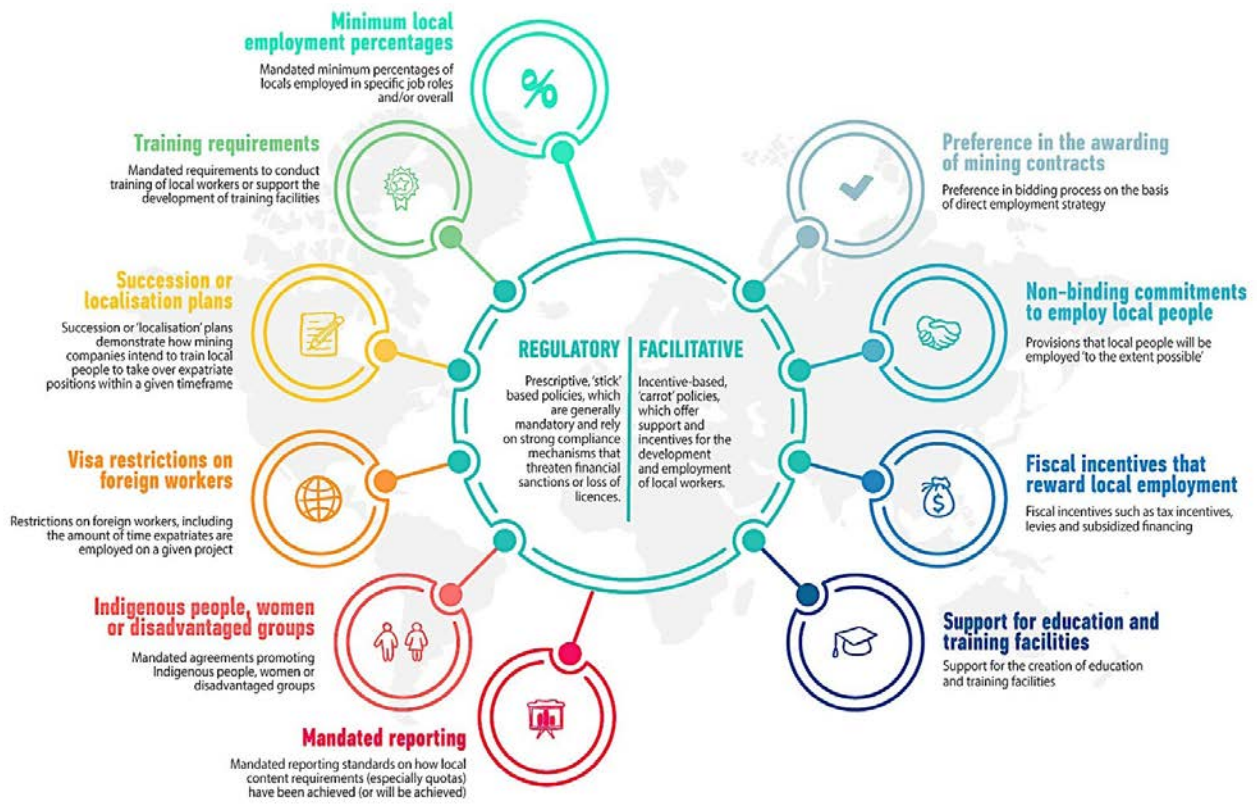 Minimum local
employment percentages
Mandated minimum percentages of
locals employed in specific job roles
and/or overall
%
Training requirements
Mandated requirements to conduct
training of local workers or support the
development of training facilities
Succession or
localisation plans
Succession or 'localisation' plans
demonstrate how mining
companies intend to train local
people to take over expatriate
positions within a given timeframe
Visa restrictions on
foreign workers
Restrictions on foreign workers, including
the amount of time expatriates are
employed on a given project
Indigenous people, women
or disadvantaged groups
Mandated agreements promoting
Indigenous people, women or
disadvantaged groups
Mandated reporting
Mandated reporting standards on how local
content requirements (especially quotas)
have been achieved (or will be achieved)
REGULATORY
Prescriptive, 'stick'
based policies, which
are generally
mandatory and rely
on strong compliance
mechanisms that
threaten financial
sanctions or loss of
licences.
FACILITATIVE
Incentive-based,
'carrot' policies,
which offer
support and
incentives for the
development
and employment
of local workers.
Preference in the awarding
of mining contracts
Preference in bidding process on the basis
of direct employment strategy
Non-binding commitments
to employ local people
Provisions that local people will be
employed 'to the extent possible'
Fiscal incentives that
reward local employment
Fiscal incentives such as tax incentives,
levies and subsidized financing
$
Support for education and
training facilities
Support for the creation of education
and training facilities